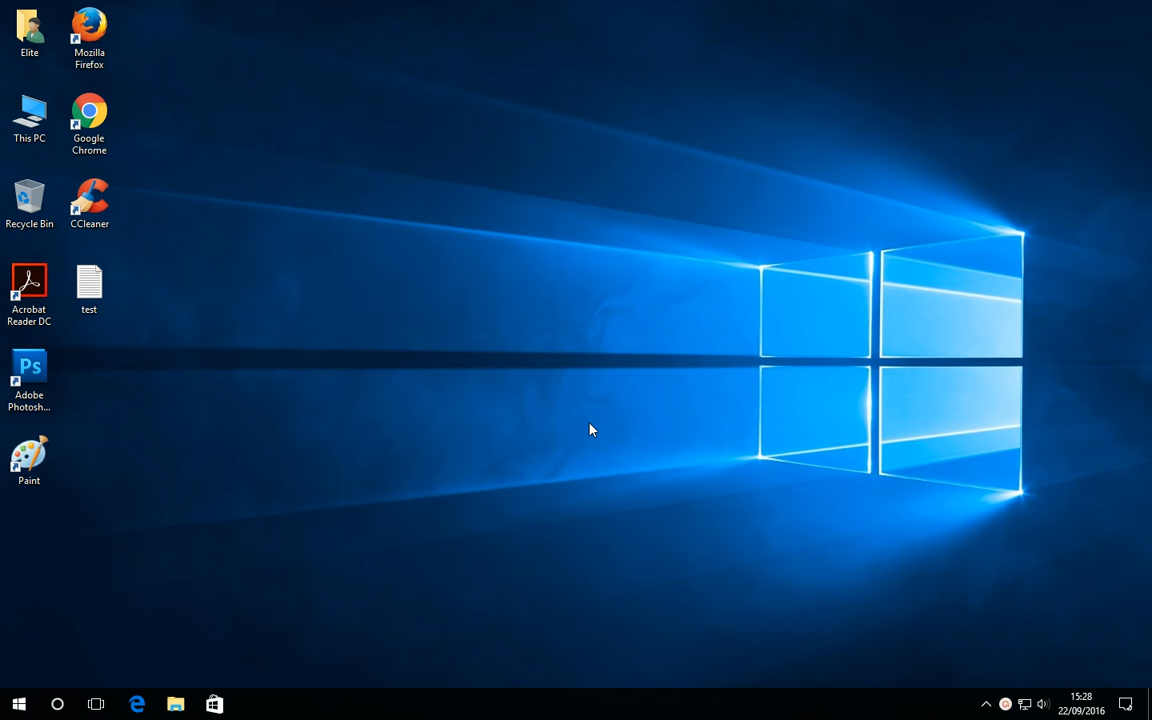 Elite
Mozilla
Firefox
This PC
Google
Chrome
Recycle Bin
CCleaner
Acrobat
Reader DC
test
Ps
Adobe
Photosh...
Paint
15:28
22/09/2016